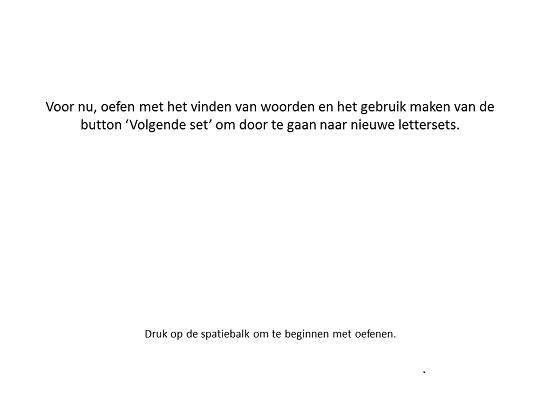 Voor nu, oefen met het vinden van woorden en het gebruik maken van de
button ‘Volgende set’ om door te gaan naar nieuwe lettersets.
Druk op de spatiebalk om te beginnen met oefenen.
.